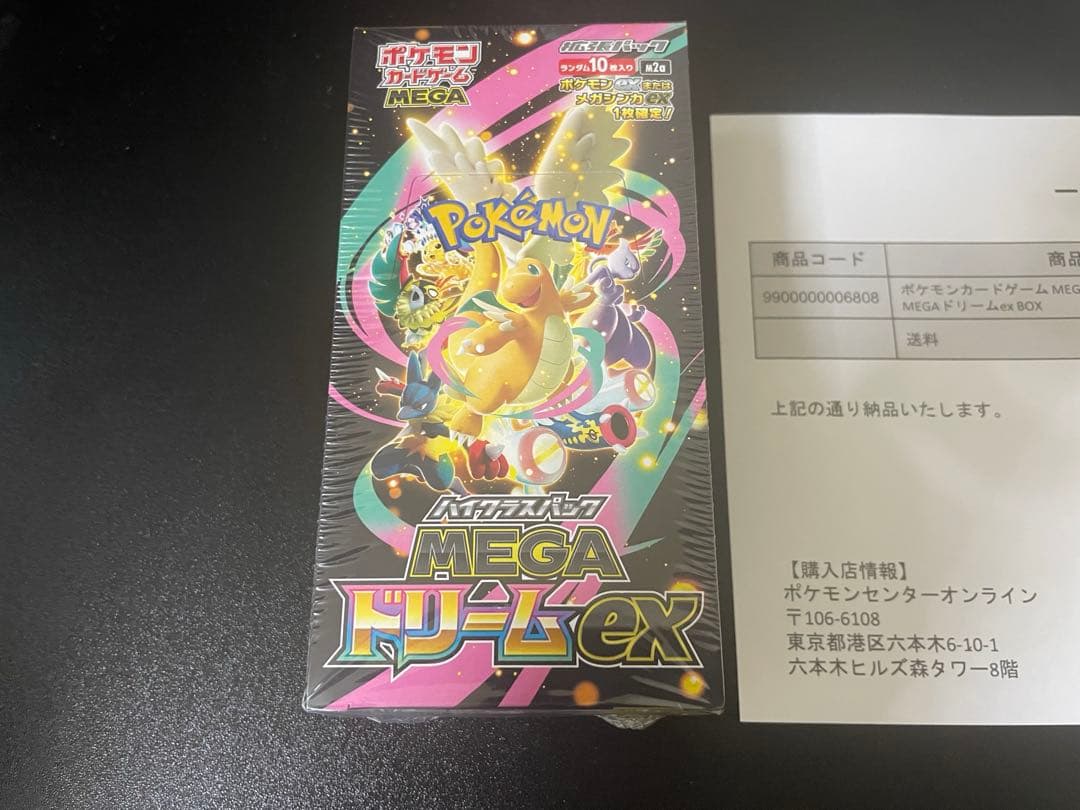 ポケモン
カードゲーム
MEGA
拡張パック
ランダム10枚入り M2a
ポケモンexまたは
メガシンカex
1枚確定!
POKéMON
ハイクラスパック
MEGA
ドリームex
商品コード 商品
9900000006808 ポケモンカードゲーム MEG
MEGAドリームex BOX
送料
上記の通り納品いたします。
【購入店情報】
ポケモンセンターオンライン
〒106-6108
東京都港区六本木6-10-1
六本木ヒルズ森タワー8階